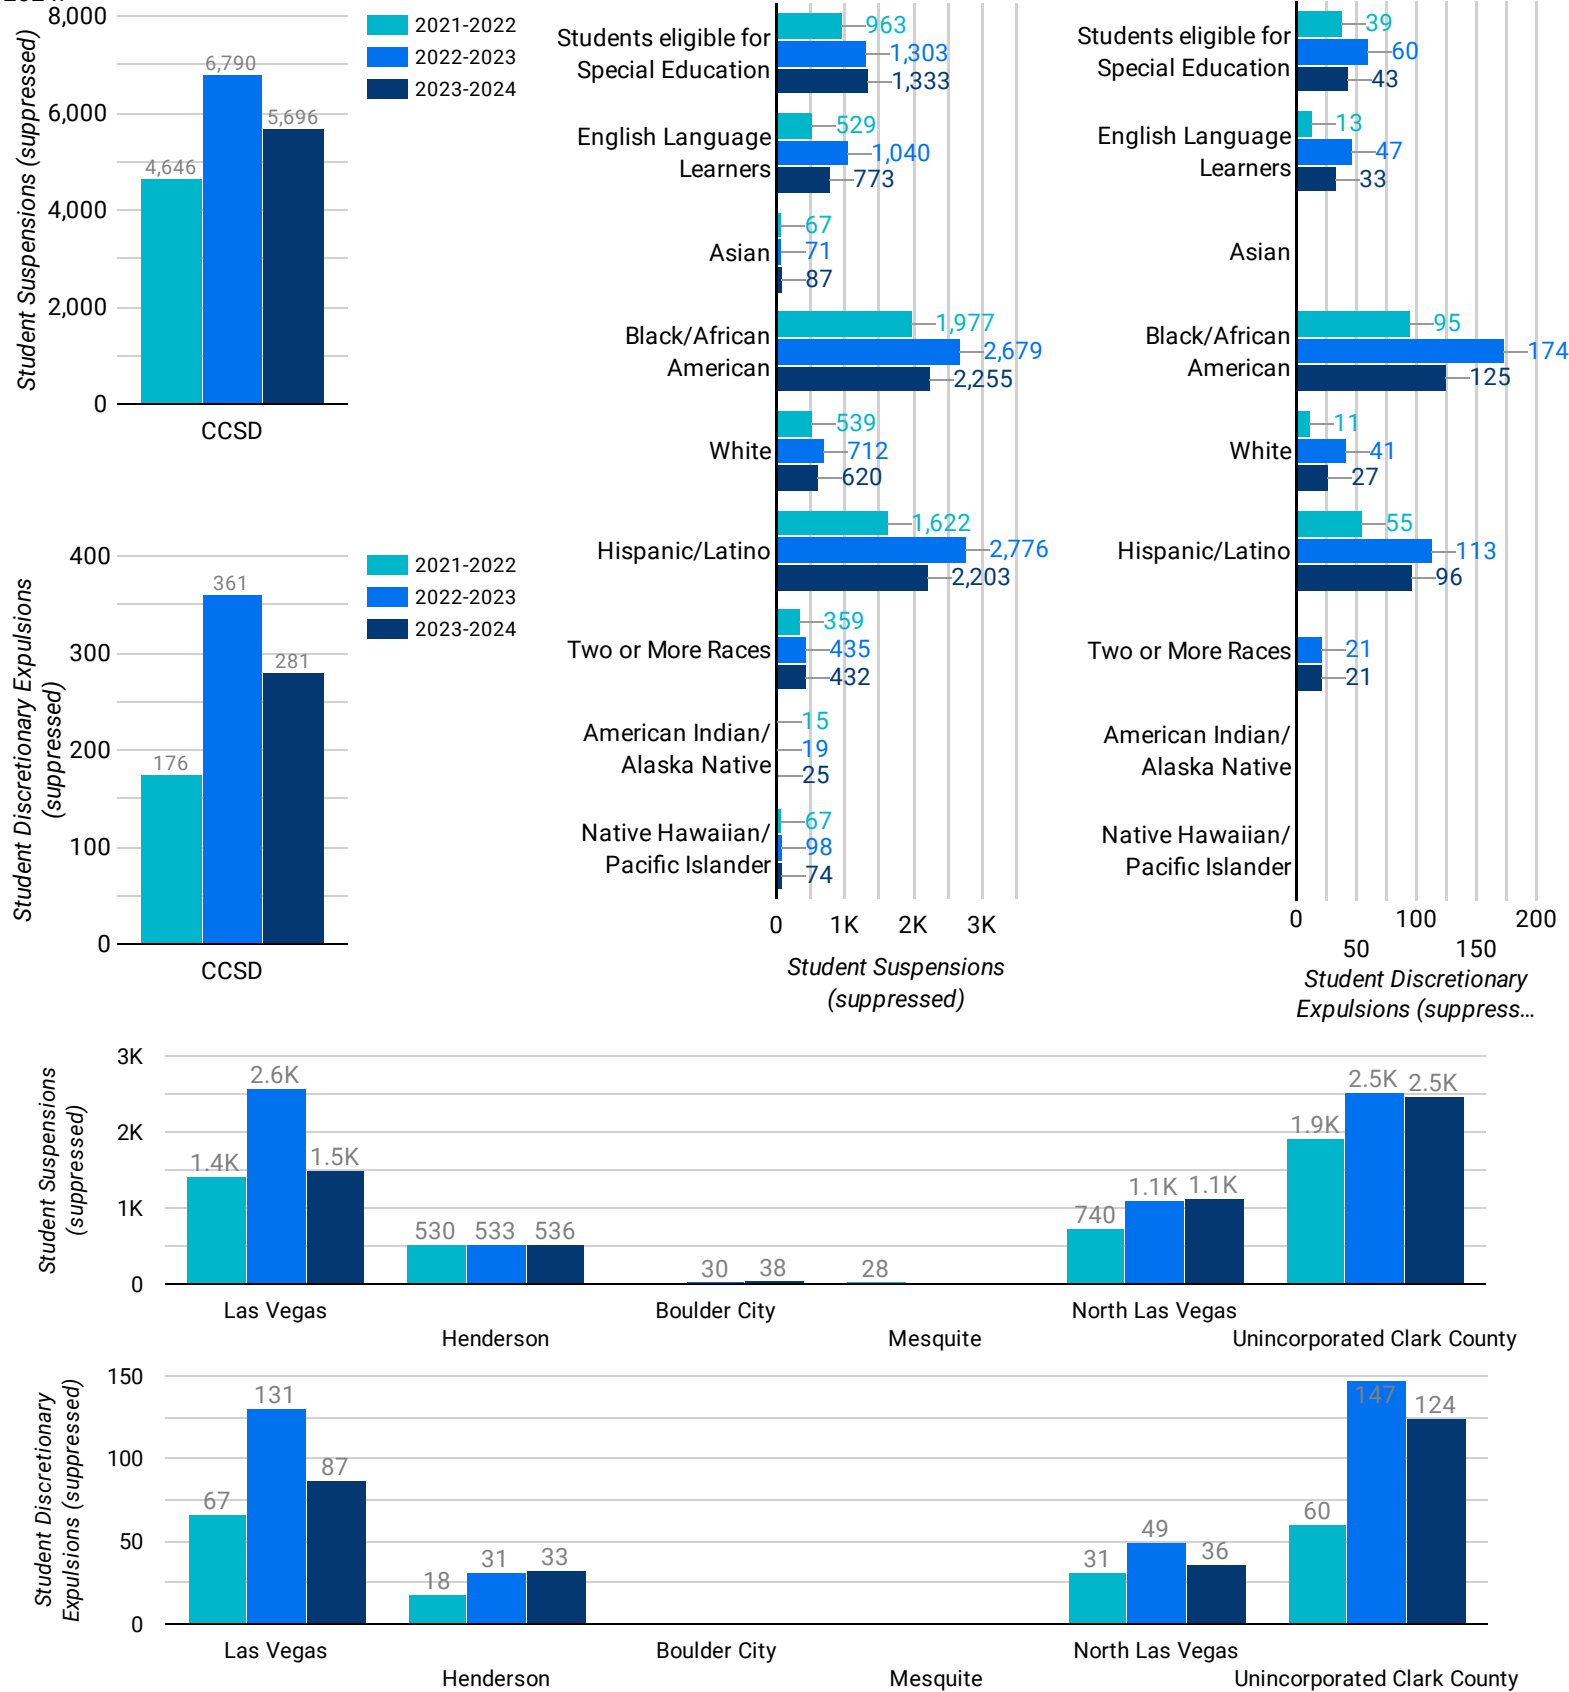 8,000
6,000
4,000
2,000
0
Student Suspensions (suppressed)
4,646
6,790
5,696
CCSD
2021-2022
2022-2023
2023-2024
400
300
200
100
0
Student Discretionary Expulsions
(suppressed)
176
361
281
CCSD
2021-2022
2022-2023
2023-2024
Students eligible for
Special Education
963
1,303
1,333
English Language
Learners
529
1,040
773
Asian
67
71
87
Black/African
American
1,977
2,679
2,255
White
539
712
620
Hispanic/Latino
1,622
2,776
2,203
Two or More Races
359
435
432
American Indian/
Alaska Native
15
19
25
Native Hawaiian/
Pacific Islander
67
98
74
0 1K 2K 3K
Student Suspensions
(suppressed)
Students eligible for
Special Education
39
60
43
English Language
Learners
13
47
33
Asian
Black/African
American
95
174
125
White
11
41
27
Hispanic/Latino
55
113
96
Two or More Races
21
21
American Indian/
Alaska Native
Native Hawaiian/
Pacific Islander
0 100 200
50 150
Student Discretionary
Expulsions (suppress...
3K
2K
1K
0
Student Suspensions
(suppressed)
1.4K 2.6K 1.5K
530 533 536
30 38
28
740 1.1K 1.1K
1.9K 2.5K 2.5K
Las Vegas Boulder City North Las Vegas
Henderson Mesquite Unincorporated Clark County
150
100
50
0
Student Discretionary
Expulsions (suppressed)
67 131 87
18 31 33
31 49 36
60 147 124
Las Vegas Boulder City North Las Vegas
Henderson Mesquite Unincorporated Clark County